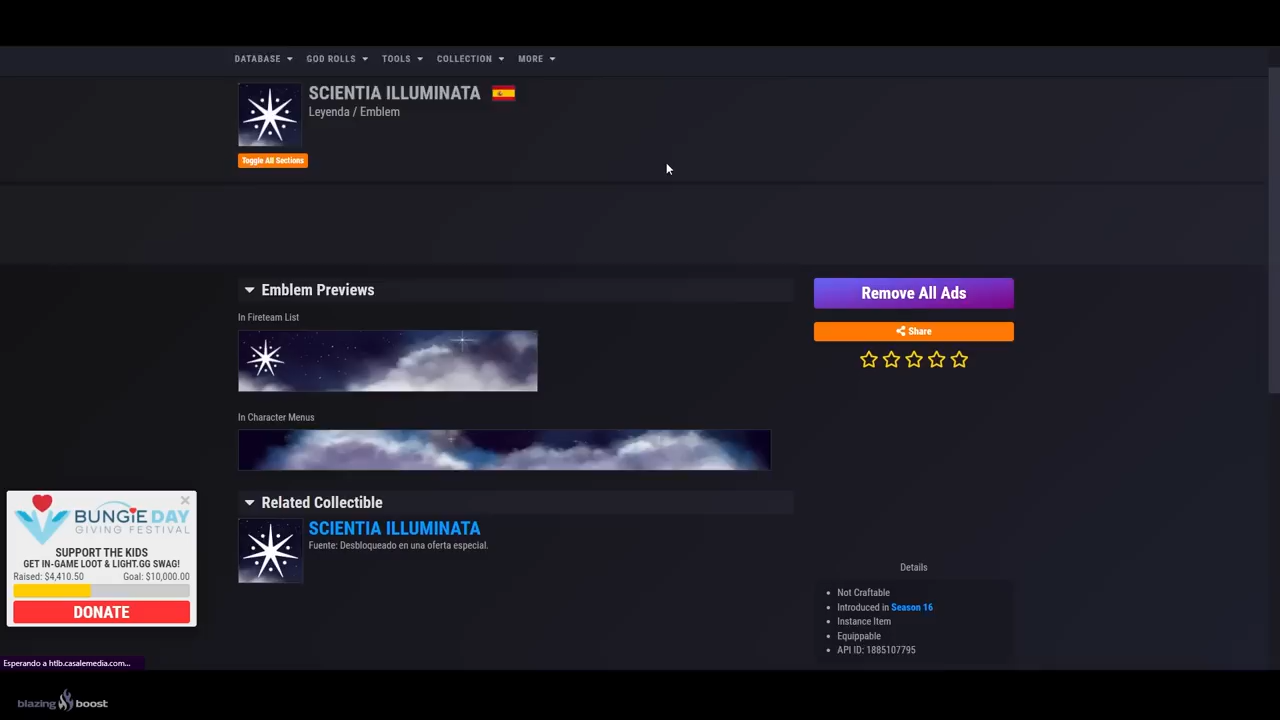 DATABASE GOD ROLLS TOOLS COLLECTION MORE
SCIENTIA ILLUMINATA
Leyenda / Emblem
Toggle All Sections
Emblem Previews
In Fireteam List
In Character Menus
Related Collectible
SCIENTIA ILLUMINATA
Fuente: Desbloqueado en una oferta especial.
Remove All Ads
Share
Details
Not Craftable
Introduced in Season 16
Instance Item
Equippable
API ID: 1885107795
BUNGIE DAY
GIVING FESTIVAL
SUPPORT THE KIDS
GET IN-GAME LOOT & LIGHT.GG SWAG!
Raised: $4,410.50 Goal: $10,000.00
DONATE
Esperando a htlb.casalemedia.com...
blazing boost